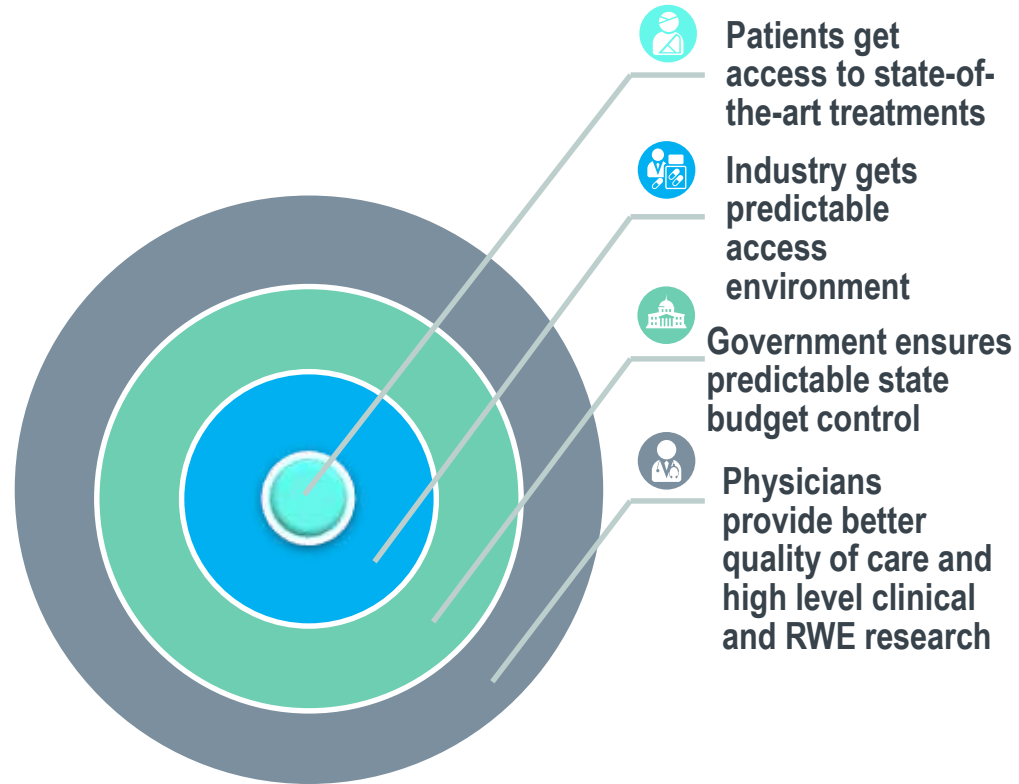 Patients get
access to state-of-
the-art treatments
Industry gets
predictable
access
environment
Government ensures
predictable state
budget control
Physicians
provide better
quality of care and
high level clinical
and RWE research